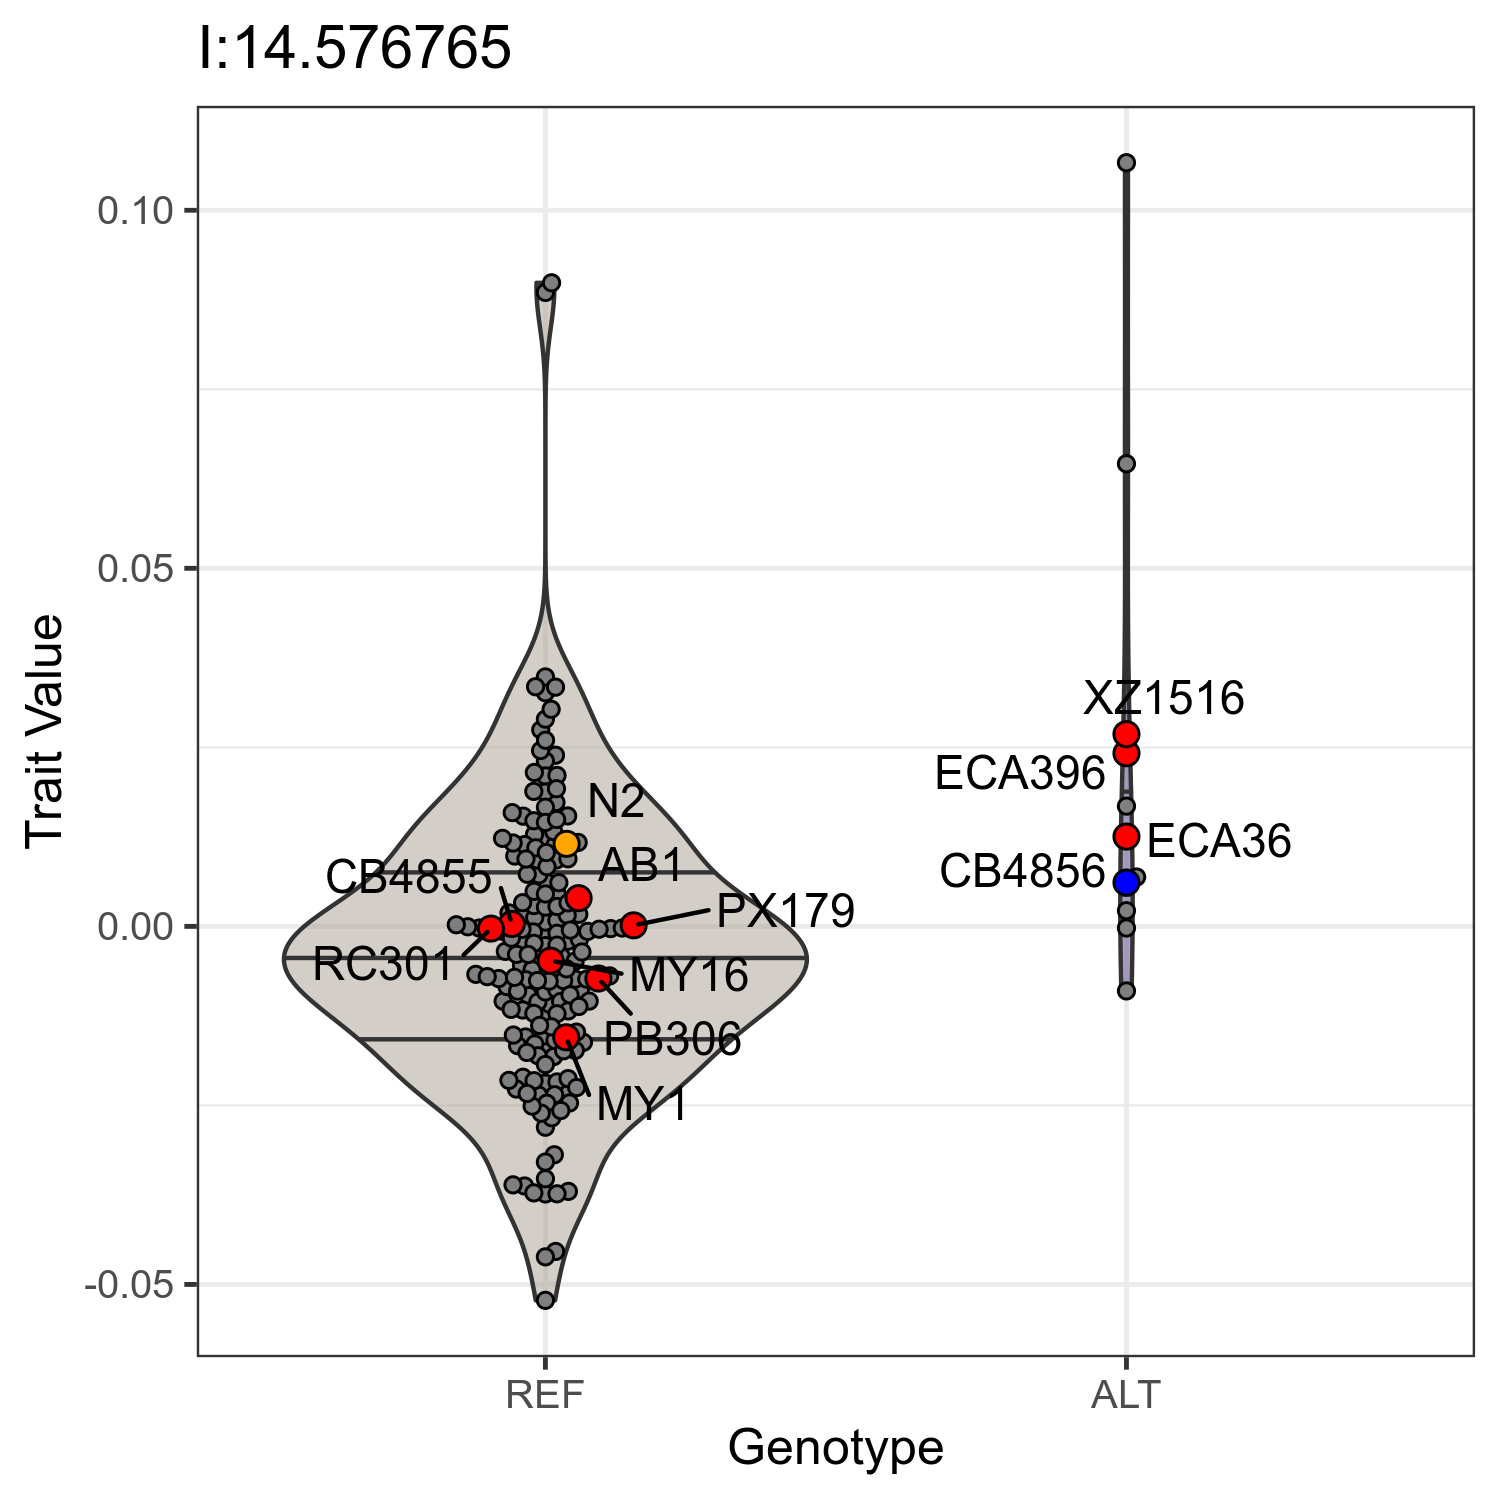 I:14.576765
Trait Value
0.10
0.05
0.00
-0.05
XZ1516
ECA396
N2
ECA36
AB1
CB4855
CB4856
PX179
RC301
MY16
PB306
MY1
REF
ALT
Genotype